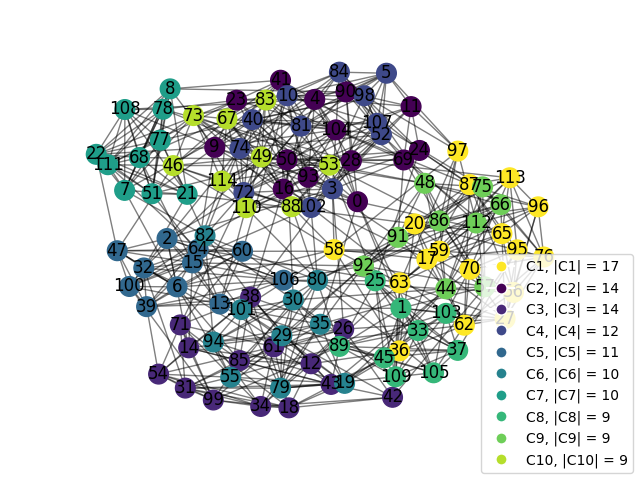 84 5
41 90
8 10 98
23 83 4 11
108 78 73
67 40 81 107
104 52
77 9 74 24 97
22 68 49 50 28 69
111 46 53
114 93 48 87 75 113
7 51 21 72 16 3
110 88 102 0 66 96
86 112
2 82 91 20 65
47 64 60 58 59 95
15 92 17 76
32 70
100 6 106 80 25 63 44
39 13 38 30 1
101 103
71 35 26 33 62
94 29
14 61 89 36 37
85 12 45
54 55 109 105
31 79 43 19
99 34 18 42
C1, |C1| = 17
C2, |C2| = 14
C3, |C3| = 14
C4, |C4| = 12
C5, |C5| = 11
C6, |C6| = 10
C7, |C7| = 10
C8, |C8| = 9
C9, |C9| = 9
C10, |C10| = 9